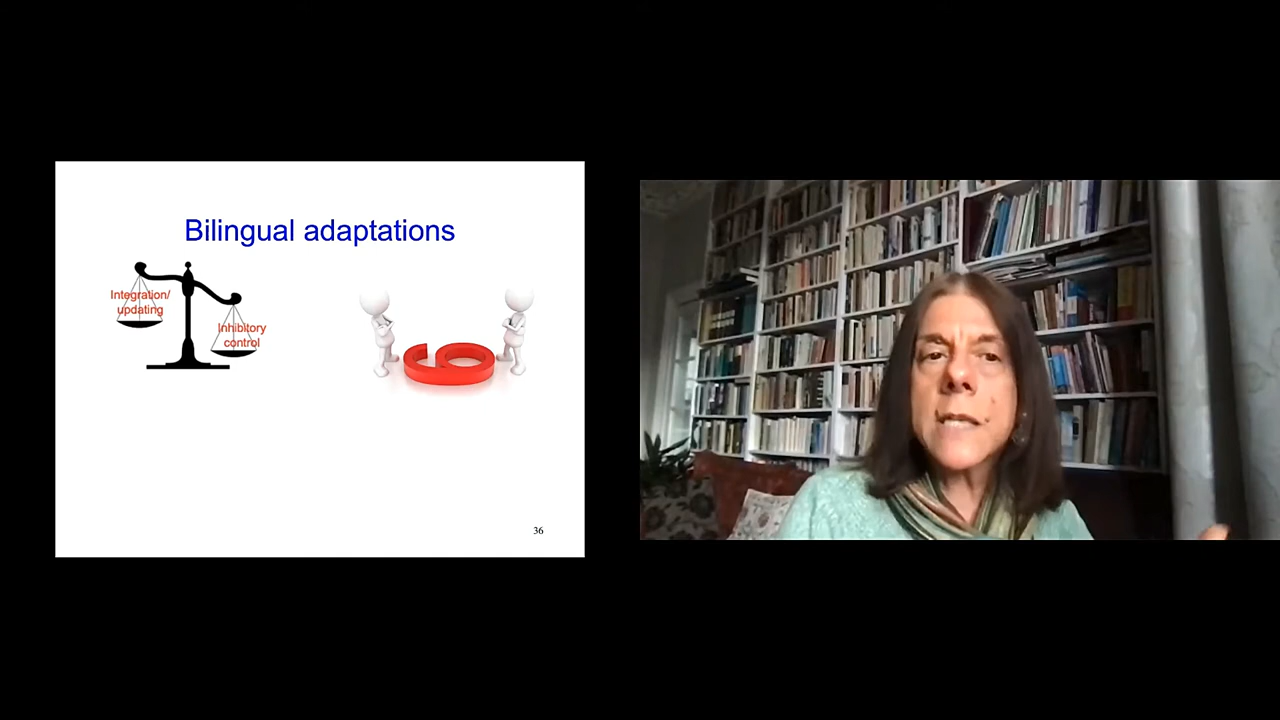 Bilingual adaptations
Integration/
updating
Inhibitory
control
36